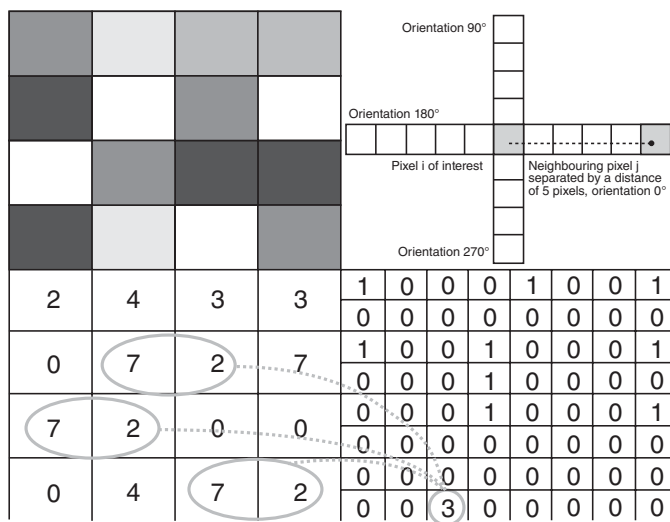 Orientation 90°
Orientation 180°
Pixel i of interest
Neighbouring pixel j
separated by a distance
of 5 pixels, orientation 0°
Orientation 270°
2 4 3 3
0 7 2 7
7 2 0 0
0 4 7 2
1 0 0 0 1 0 0 1
0 0 0 0 0 0 0 0
1 0 0 1 0 0 0 1
0 0 0 1 0 0 0 0
0 0 0 1 0 0 0 1
0 0 0 0 0 0 0 0
0 0 0 0 0 0 0 0
0 0 3 0 0 0 0 0